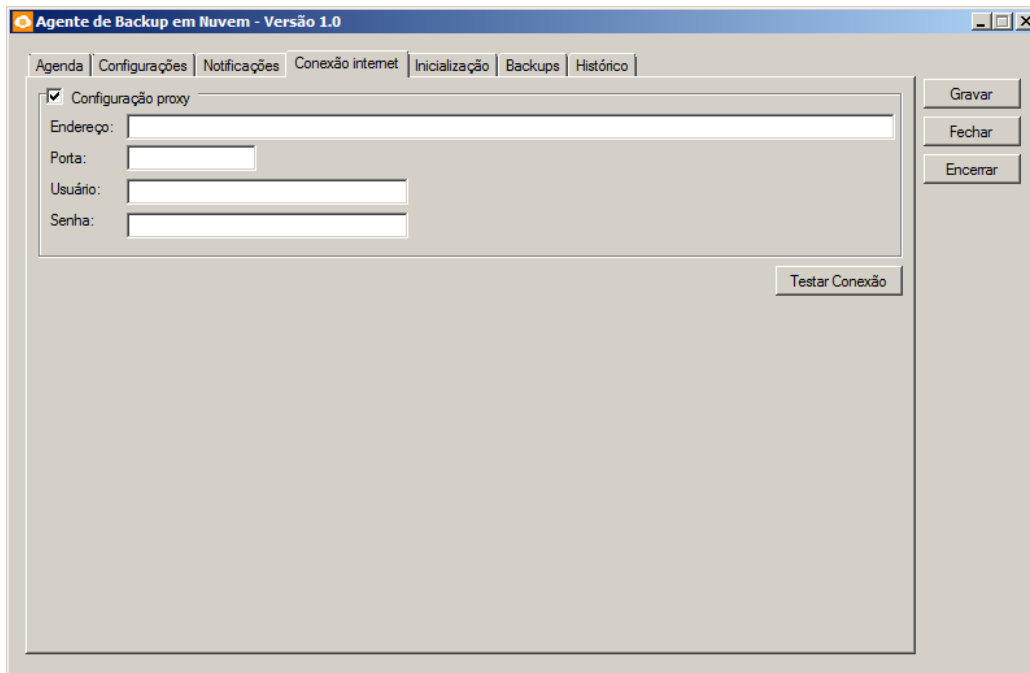 Agente de Backup em Nuvem - Versão 1.0
Agenda Configurações Notificações Conexão internet Inicialização Backups Histórico
Configuração proxy
Endereço:
Porta:
Usuário:
Senha:
Testar Conexão
Gravar
Fechar
Encerrar